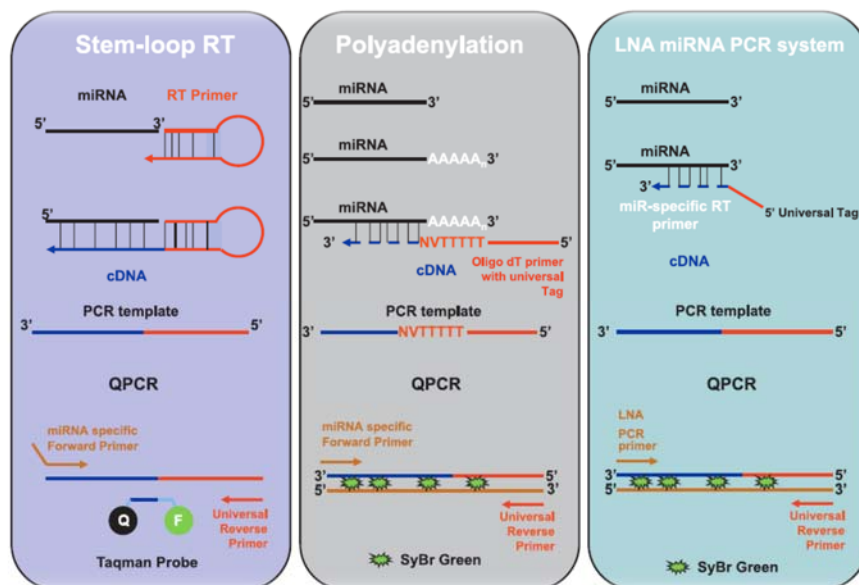 Stem-loop RT
miRNA
RT Primer
5’
3’
5’
cDNA
PCR template
3’
5’
QPCR
miRNA specific
Forward Primer
Q
F
Universal
Reverse
Primer
Taqman Probe
Polyadenylation
miRNA
5’
3’
miRNA
5’
AAAAAn3’
miRNA
5’
AAAAAn
3’
NVTTTTT
5’
cDNA
Oligo dT primer
with universal
Tag
PCR template
3’
NVTTTTT
5’
QPCR
miRNA specific
Forward Primer
3’
5’
5’
3’
Universal
Reverse
Primer
SyBr Green
LNA miRNA PCR system
miRNA
5’
3’
miRNA
5’
3’
3’
miR-specific RT
primer
5’ Universal Tag
cDNA
PCR template
3’
5’
QPCR
LNA
PCR
primer
3’
5’
5’
3’
Universal
Reverse
Primer
SyBr Green